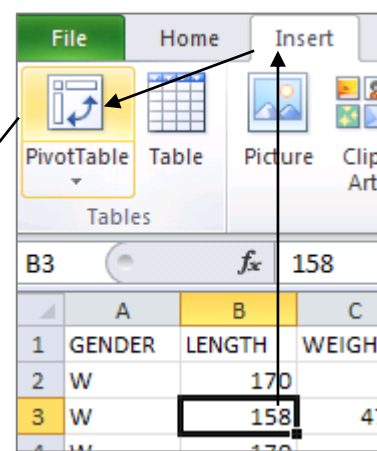 File Home Insert
PivotTable Table Picture Clip
Art
Tables
B3 fx 158
A B C
1 GENDER LENGTH WEIGH
2 W 170
3 W 158 47
4 W 170